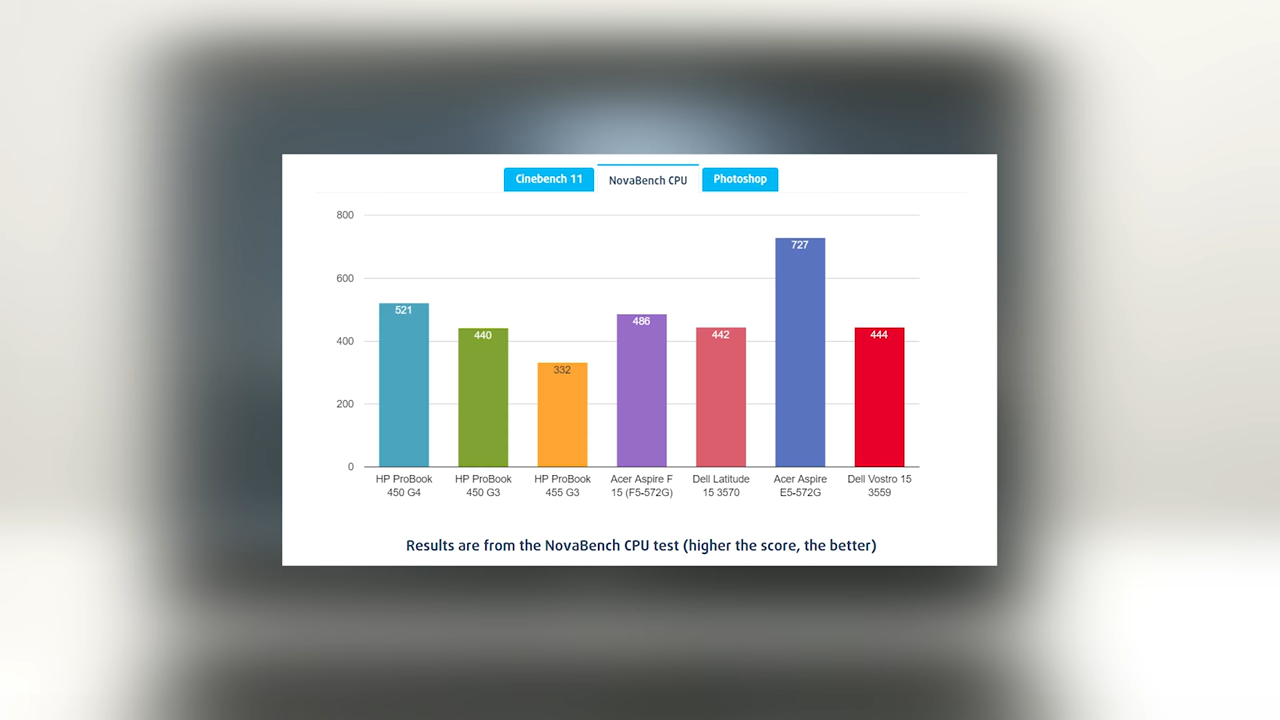 Cinebench 11 NovaBench CPU Photoshop
800
600
400
200
0
521
440
332
486
442
727
444
HP ProBook
450 G4
HP ProBook
450 G3
HP ProBook
455 G3
Acer Aspire F
15 (F5-572G)
Dell Latitude
15 3570
Acer Aspire
E5-572G
Dell Vostro 15
3559
Results are from the NovaBench CPU test (higher the score, the better)